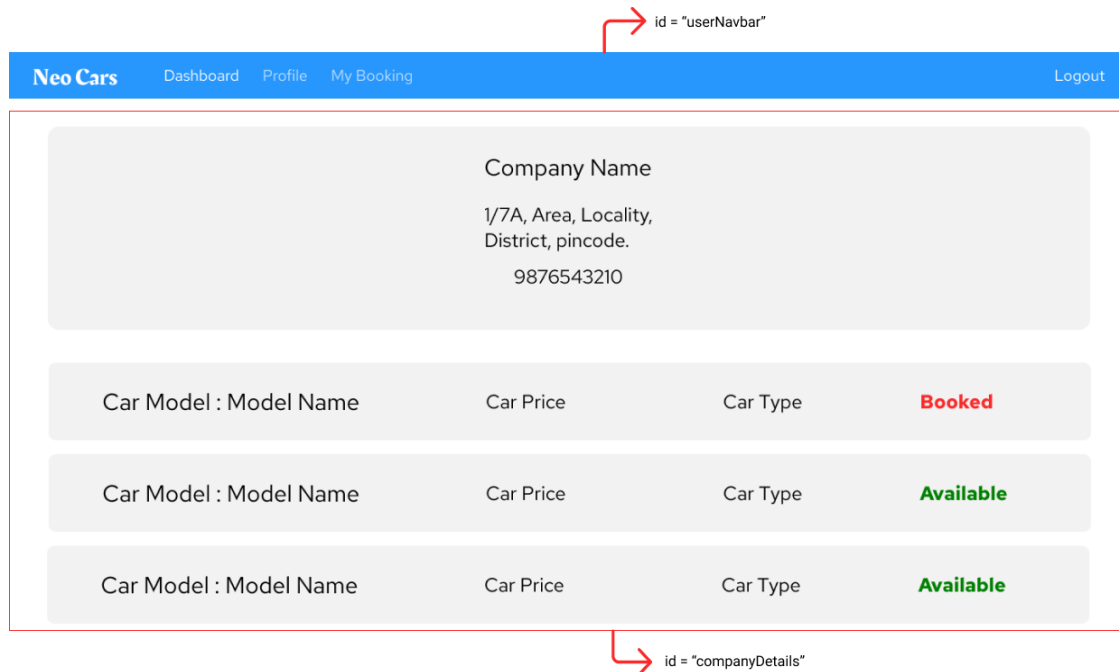 id = “userNavbar”
Neo Cars Dashboard Profile My Booking Logout
Company Name
1/7A, Area, Locality,
District, pincode.
9876543210
Car Model : Model Name Car Price Car Type Booked
Car Model : Model Name Car Price Car Type Available
Car Model : Model Name Car Price Car Type Available
id = “companyDetails”